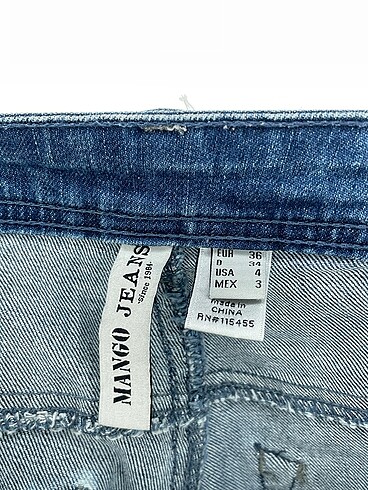 MANGO JEANS
-since 1984-
EUR 36
D 34
USA 4
MEX 3
Made in
CHINA
RN#115455